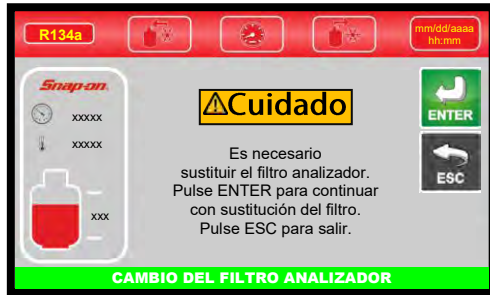 R134a
mm/dd/aaaa
hh:mm
Snap-on
xxxxx
xxxxx
xxx
⚠Cuidado
Es necesario
sustituir el filtro analizador.
Pulse ENTER para continuar
con sustitución del filtro.
Pulse ESC para salir.
ENTER
ESC
CAMBIO DEL FILTRO ANALIZADOR